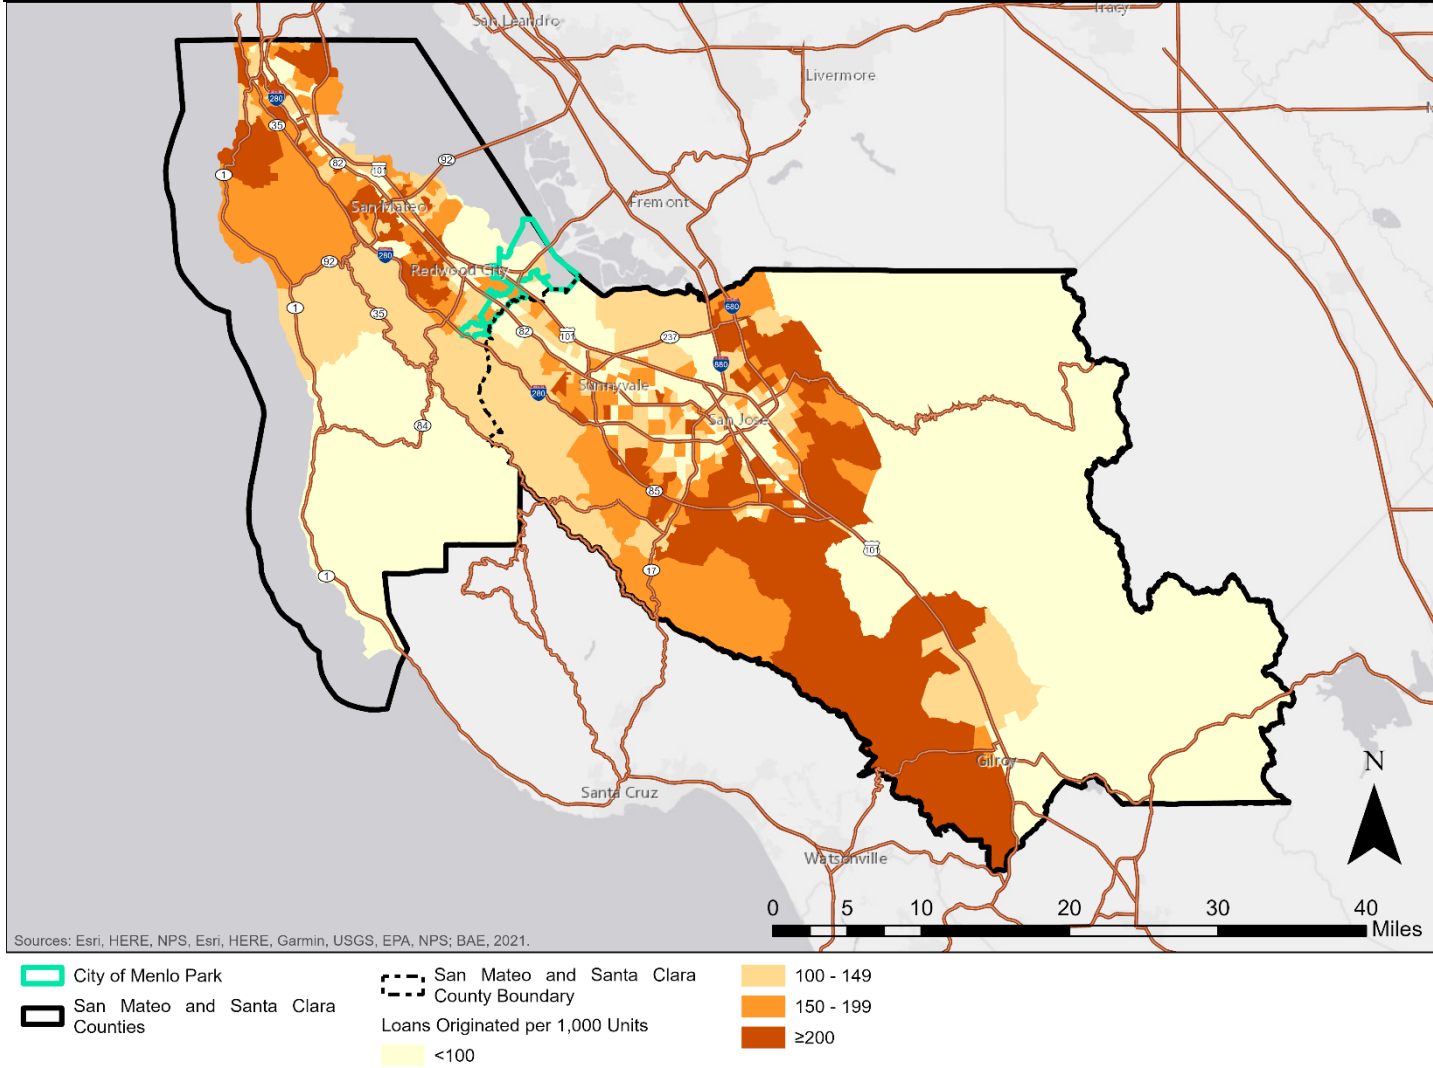 San Leandro
Tracy
Livermore
280
35
82
101
92
1
San Mateo
Fremont
280
92
Redwood City
1
35
680
82
101
237
880
280
Sunnyvale
San Jose
84
85
101
17
1
Gilroy
Santa Cruz
Watsonville
N
0 5 10 20 30 40
Miles
Sources: Esri, HERE, NPS, Esri, HERE, Garmin, USGS, EPA, NPS; BAE, 2021.
City of Menlo Park
San Mateo and Santa Clara
Counties
San Mateo and Santa Clara
County Boundary
Loans Originated per 1,000 Units
<100
100 - 149
150 - 199
≥200